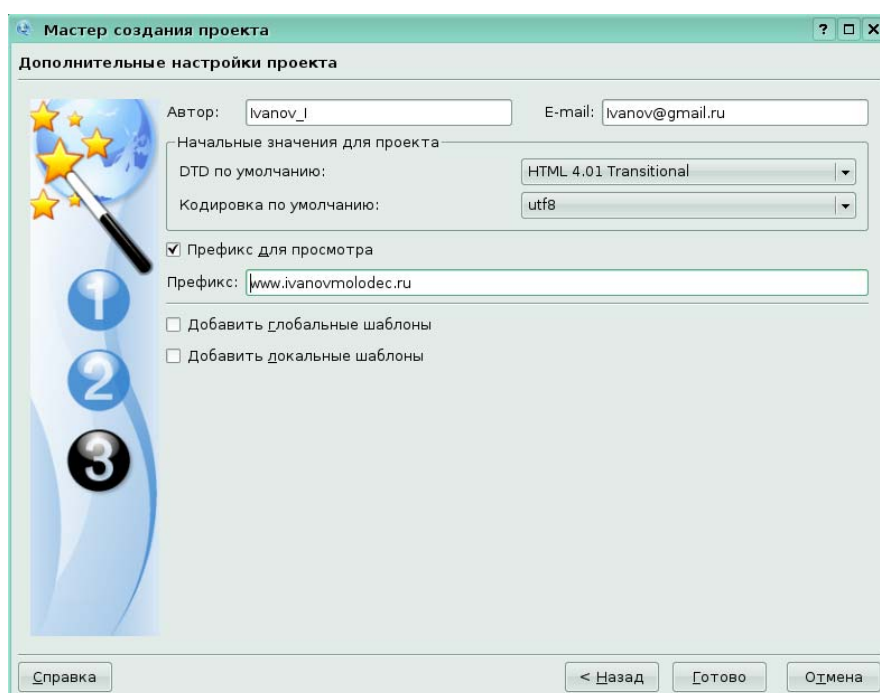 Мастер создания проекта
Дополнительные настройки проекта
Автор: Ivanov_I E-mail: Ivanov@gmail.ru
Начальные значения для проекта
DTD по умолчанию: HTML 4.01 Transitional
Кодировка по умолчанию: utf8
Префикс для просмотра
Префикс: www.ivanovmolodec.ru
Добавить глобальные шаблоны
Добавить локальные шаблоны
1
2
3
Справка < Назад Готово Отмена